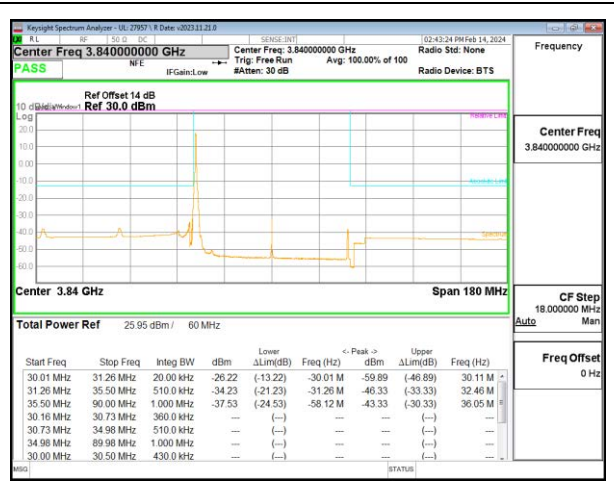 Keysight Spectrum Analyzer - UL: 27957 \ R Date: v2023.11.21.0
RL RF 50 Ω DC SENSE:INT 02:43:24 PM Feb 14, 2024
Center Freq 3.840000000 GHz Center Freq: 3.840000000 GHz Radio Std: None Frequency
PASS NFE IFGain:Low Trig: Free Run Avg: 100.00% of 100
#Atten: 30 dB Radio Device: BTS
Ref Offset 14 dB
10 dB/div Ref 30.0 dBm
Log Relative Limit
20.0
10.0
0.00
-10.0 Absolute Limit
-20.0
-30.0
-40.0 Spectrum
-50.0
-60.0
Center 3.84 GHz Span 180 MHz
Center Freq
3.840000000 GHz
CF Step
18.000000 MHz
Auto Man
Freq Offset
0 Hz
Total Power Ref 25.95 dBm / 60 MHz
Lower <- Peak -> Upper
Start Freq Stop Freq Integ BW dBm ΔLim(dB) Freq (Hz) dBm ΔLim(dB) Freq (Hz)
30.01 MHz 31.26 MHz 20.00 kHz -26.22 (-13.22) -30.01 M -59.89 (-46.89) 30.11 M
31.26 MHz 35.50 MHz 510.0 kHz -34.23 (-21.23) -31.26 M -46.33 (-33.33) 32.46 M
35.50 MHz 90.00 MHz 1.000 MHz -37.53 (-24.53) -58.12 M -43.33 (-30.33) 36.05 M
30.16 MHz 30.73 MHz 360.0 kHz --- (---) --- --- (---) ---
30.73 MHz 34.98 MHz 510.0 kHz --- (---) --- --- (---) ---
34.98 MHz 89.98 MHz 1.000 MHz --- (---) --- --- (---) ---
30.00 MHz 30.50 MHz 430.0 kHz --- (---) --- --- (---) ---
MSG STATUS